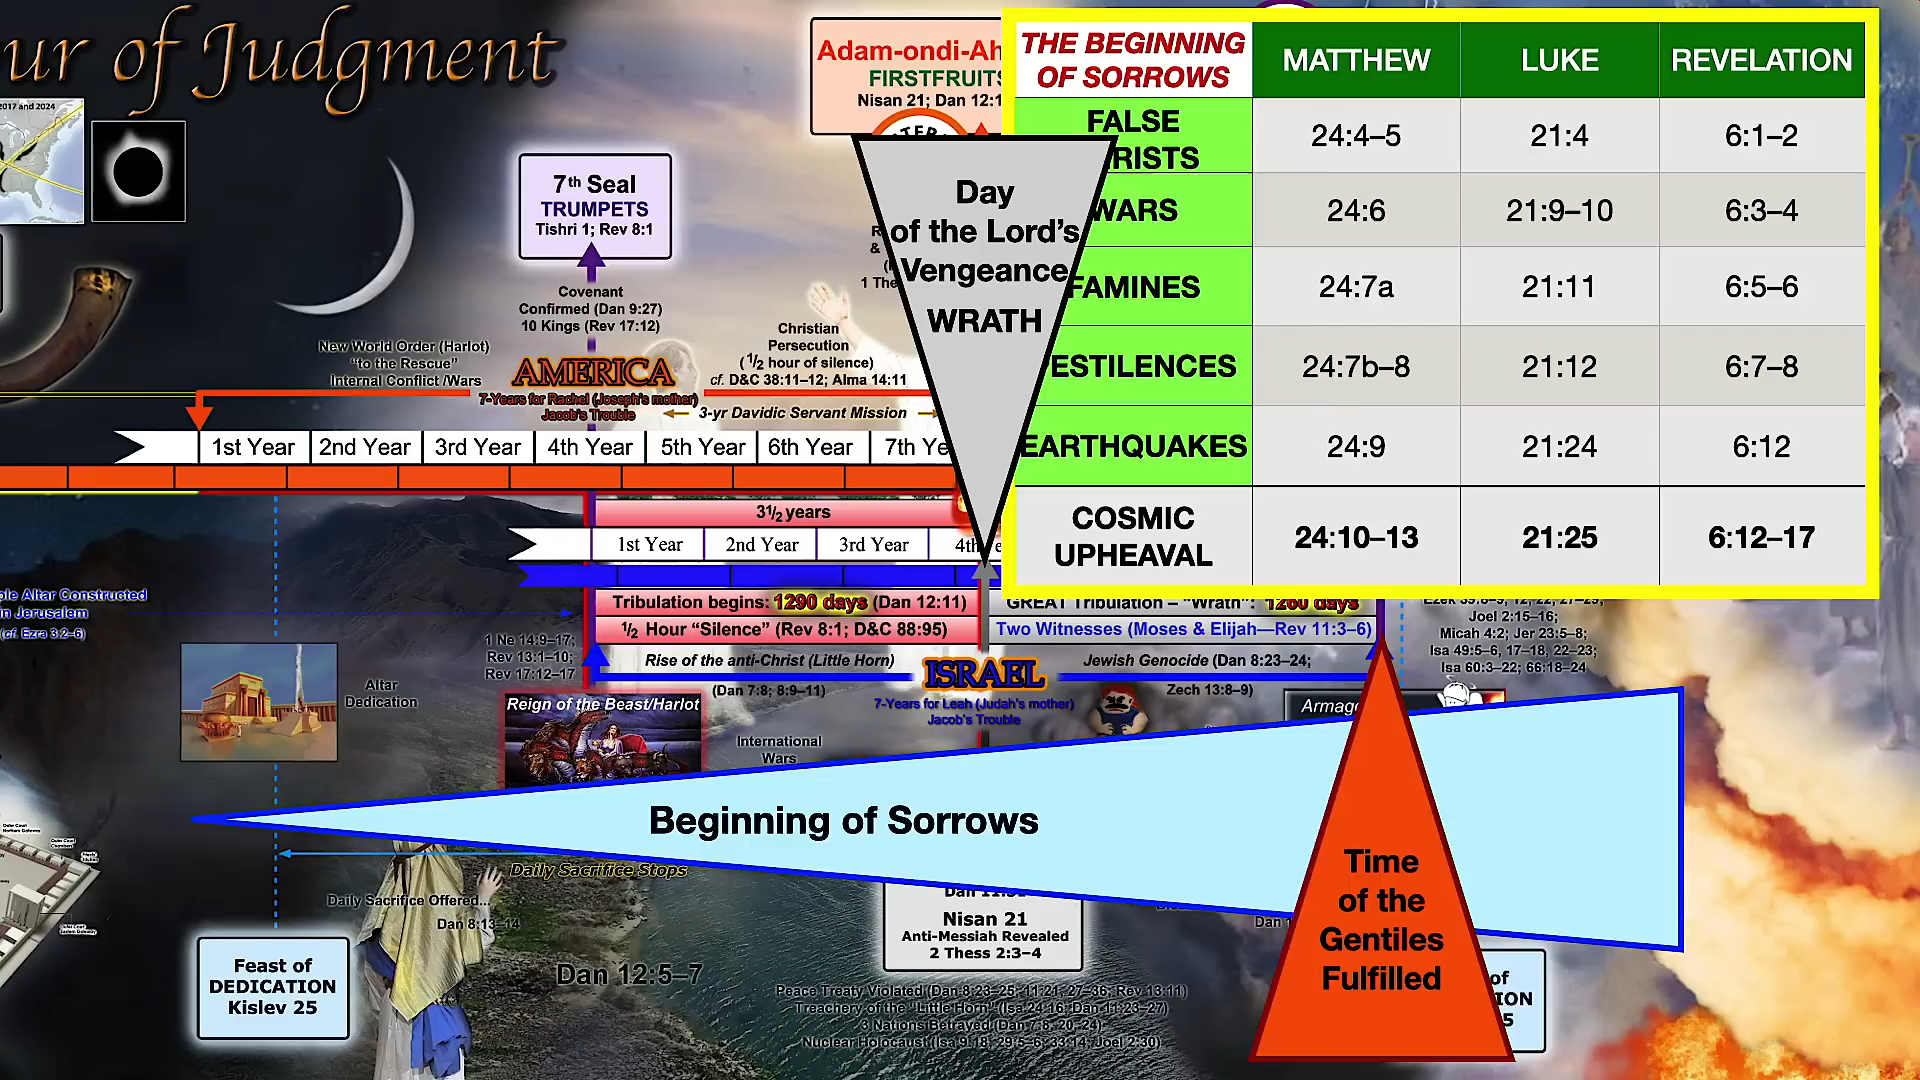 ur of Judgment
2017 and 2024
7th Seal
TRUMPETS
Tishri 1; Rev 8:1
Covenant
Confirmed (Dan 9:27)
10 Kings (Rev 17:12)
New World Order (Harlot)
"to the Rescue"
Internal Conflict /Wars
AMERICA
7-Years for Rachel (Joseph's mother)
Jacob's Trouble
Christian
Persecution
(1/2 hour of silence)
cf. D&C 38:11–12; Alma 14:11
3-yr Davidic Servant Mission
Adam-ondi-Ah
FIRSTFRUITS
Nisan 21; Dan 12:1
TER
1 The
Day
of the Lord's
Vengeance
WRATH
THE BEGINNING
OF SORROWS
MATTHEW
LUKE
REVELATION
FALSE
RISTS
24:4–5
21:4
6:1–2
WARS
24:6
21:9–10
6:3–4
FAMINES
24:7a
21:11
6:5–6
ESTILENCES
24:7b–8
21:12
6:7–8
EARTHQUAKES
24:9
21:24
6:12
COSMIC
UPHEAVAL
24:10–13
21:25
6:12–17
1st Year
2nd Year
3rd Year
4th Year
5th Year
6th Year
7th Ye
3½ years
1st Year
2nd Year
3rd Year
4th
Tribulation begins: 1290 days (Dan 12:11)
½ Hour "Silence" (Rev 8:1; D&C 88:95)
GREAT Tribulation – "Wrath": 1260 days
Two Witnesses (Moses & Elijah—Rev 11:3–6)
Rise of the anti-Christ (Little Horn)
(Dan 7:8; 8:9–11)
ISRAEL
7-Years for Leah (Judah's mother)
Jacob's Trouble
Jewish Genocide (Dan 8:23–24;
Zech 13:8–9)
ple Altar Constructed
in Jerusalem
(cf. Ezra 3:2–6)
1 Ne 14:9–17;
Rev 13:1–10;
Rev 17:12–17
Joel 2:15–16;
Micah 4:2; Jer 23:5–8;
Isa 49:5–6, 17–18, 22–23;
Isa 60:3–22; 66:18–24
Altar
Dedication
Reign of the Beast/Harlot
International
Wars
Armage
Beginning of Sorrows
Time
of the
Gentiles
Fulfilled
Daily Sacrifice Stops
Daily Sacrifice Offered...
Dan 8:13–14
Feast of
DEDICATION
Kislev 25
Dan 12:5–7
Nisan 21
Anti-Messiah Revealed
2 Thess 2:3–4
Dan 1
of
ION
5
Peace Treaty Violated (Dan 8:23–25; 11:21, 27–36; Rev 13:11)
Treachery of the "Little Horn" (Isa 24:16; Dan 11:23–27)
3 Nations Betrayed (Dan 7:8, 20–24)
Nuclear Holocaust (Isa 9:18; 29:5–6; 33:14; Joel 2:30)